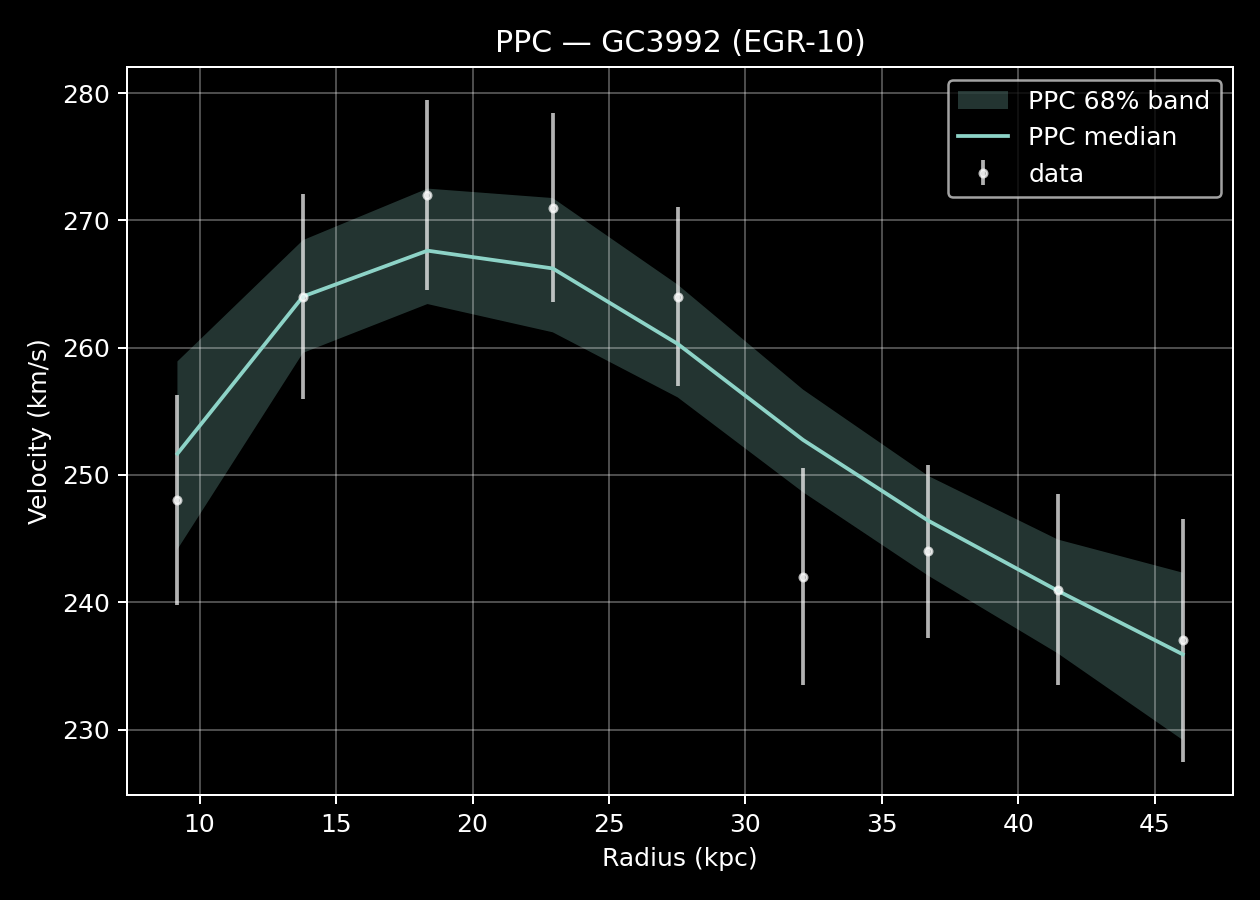 PPC — GC3992 (EGR-10)
PPC 68% band
PPC median
data
280
270
260
250
240
230
Velocity (km/s)
10 15 20 25 30 35 40 45
Radius (kpc)